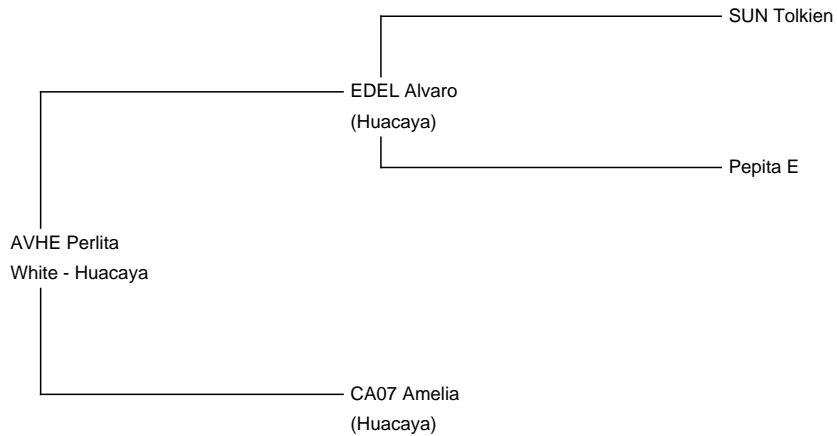 SUN Tolkien
EDEL Alvaro
(Huacaya)
Pepita E
AVHE Perlita
White - Huacaya
CA07 Amelia
(Huacaya)